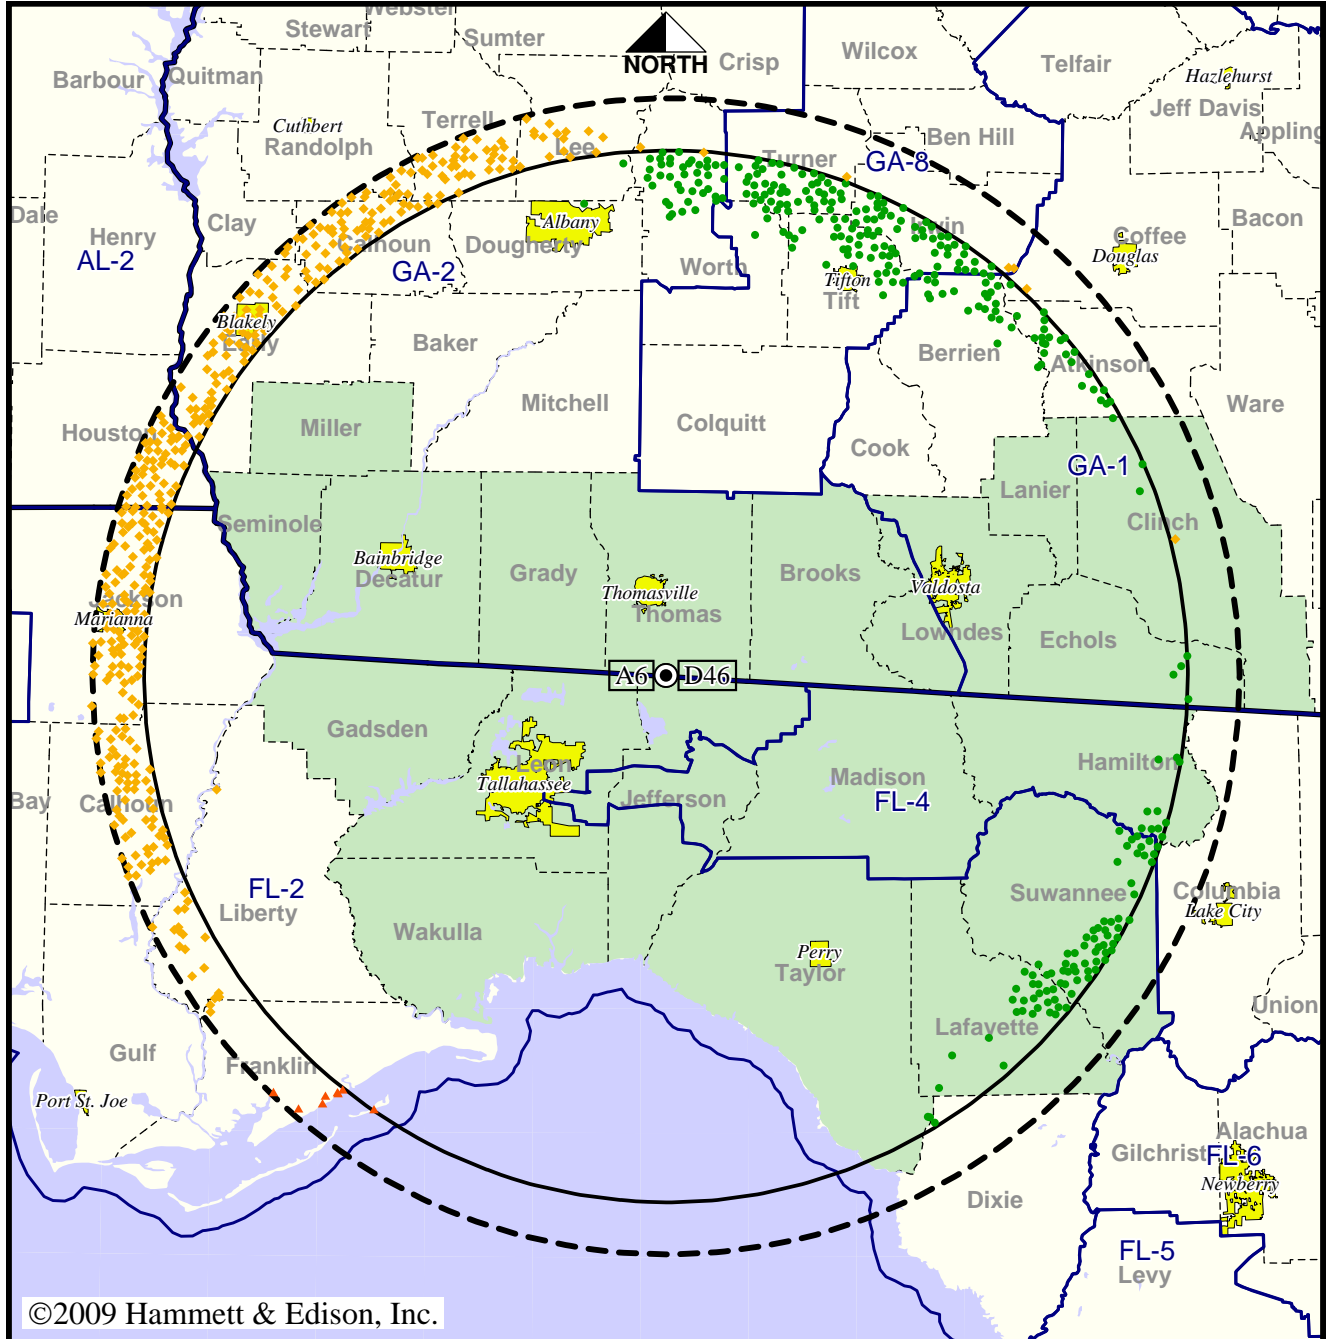 Webster
Stewart
Sumter
Crisp
Wilcox
Telfair
Hazlehurst
Jeff Davis
Appling
NORTH
Barbour
Quitman
Cuthbert
Randolph
Terrell
Lee
Turner
Ben Hill
GA-8
Dale
Henry
AL-2
Clay
Calhoun
GA-2
Dougherty
Albany
Worth
Irwin
Tifton
Tift
Coffee
Douglas
Bacon
Blakely
Early
Baker
Berrien
Atkinson
Ware
Houston
Miller
Mitchell
Colquitt
Cook
GA-1
Lanier
Clinch
Seminole
Bainbridge
Decatur
Grady
Thomasville
Thomas
Brooks
Valdosta
Lowndes
Echols
Jackson
Marianna
A6
D46
Gadsden
Leon
Tallahassee
Jefferson
Madison
FL-4
Hamilton
Bay
Calhoun
FL-2
Liberty
Wakulla
Suwannee
Columbia
Lake City
Perry
Taylor
Lafayette
Union
Gulf
Franklin
Port St. Joe
Alachua
Gilchrist
FL-6
Newberry
Dixie
FL-5
Levy
©2009 Hammett & Edison, Inc.